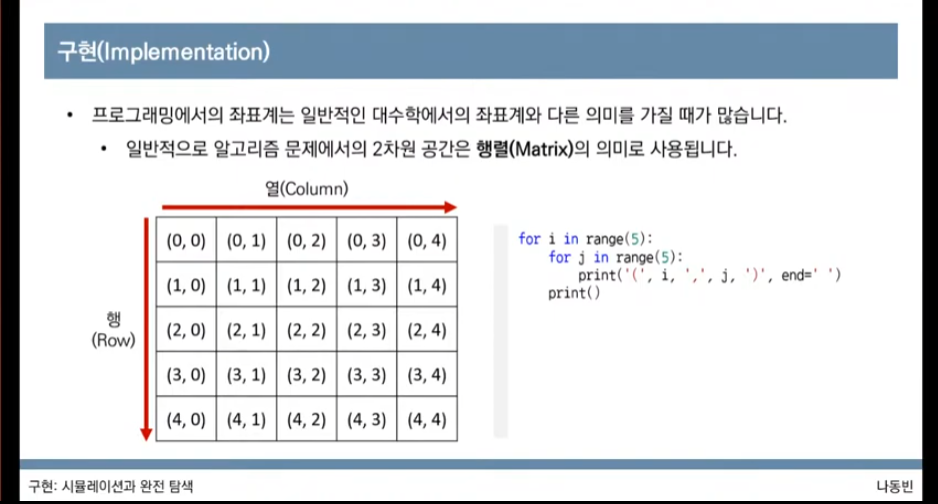 구현(Implementation)
• 프로그래밍에서의 좌표계는 일반적인 대수학에서의 좌표계와 다른 의미를 가질 때가 많습니다.
• 일반적으로 알고리즘 문제에서의 2차원 공간은 행렬(Matrix)의 의미로 사용됩니다.
열(Column)
행
(Row)
(0, 0) (0, 1) (0, 2) (0, 3) (0, 4)
(1, 0) (1, 1) (1, 2) (1, 3) (1, 4)
(2, 0) (2, 1) (2, 2) (2, 3) (2, 4)
(3, 0) (3, 1) (3, 2) (3, 3) (3, 4)
(4, 0) (4, 1) (4, 2) (4, 3) (4, 4)
for i in range(5):
    for j in range(5):
        print('(', i, ',', j, ')', end=' ')
    print()
구현: 시뮬레이션과 완전 탐색
나동빈